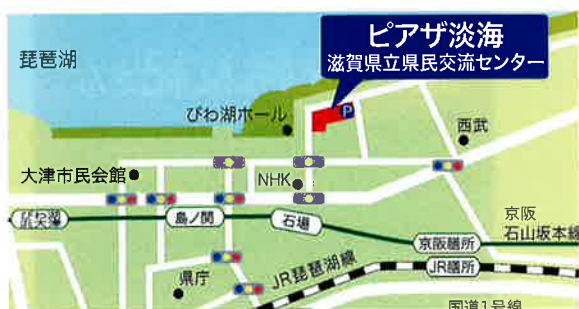 ピアザ淡海
滋賀県立県民交流センター
琵琶湖
びわ湖ホール
P
西武
大津市民会館
NHK
島ノ関
石場
京阪
石山坂本線
京阪膳所
JR膳所
JR琵琶湖線
県庁
国道1号線